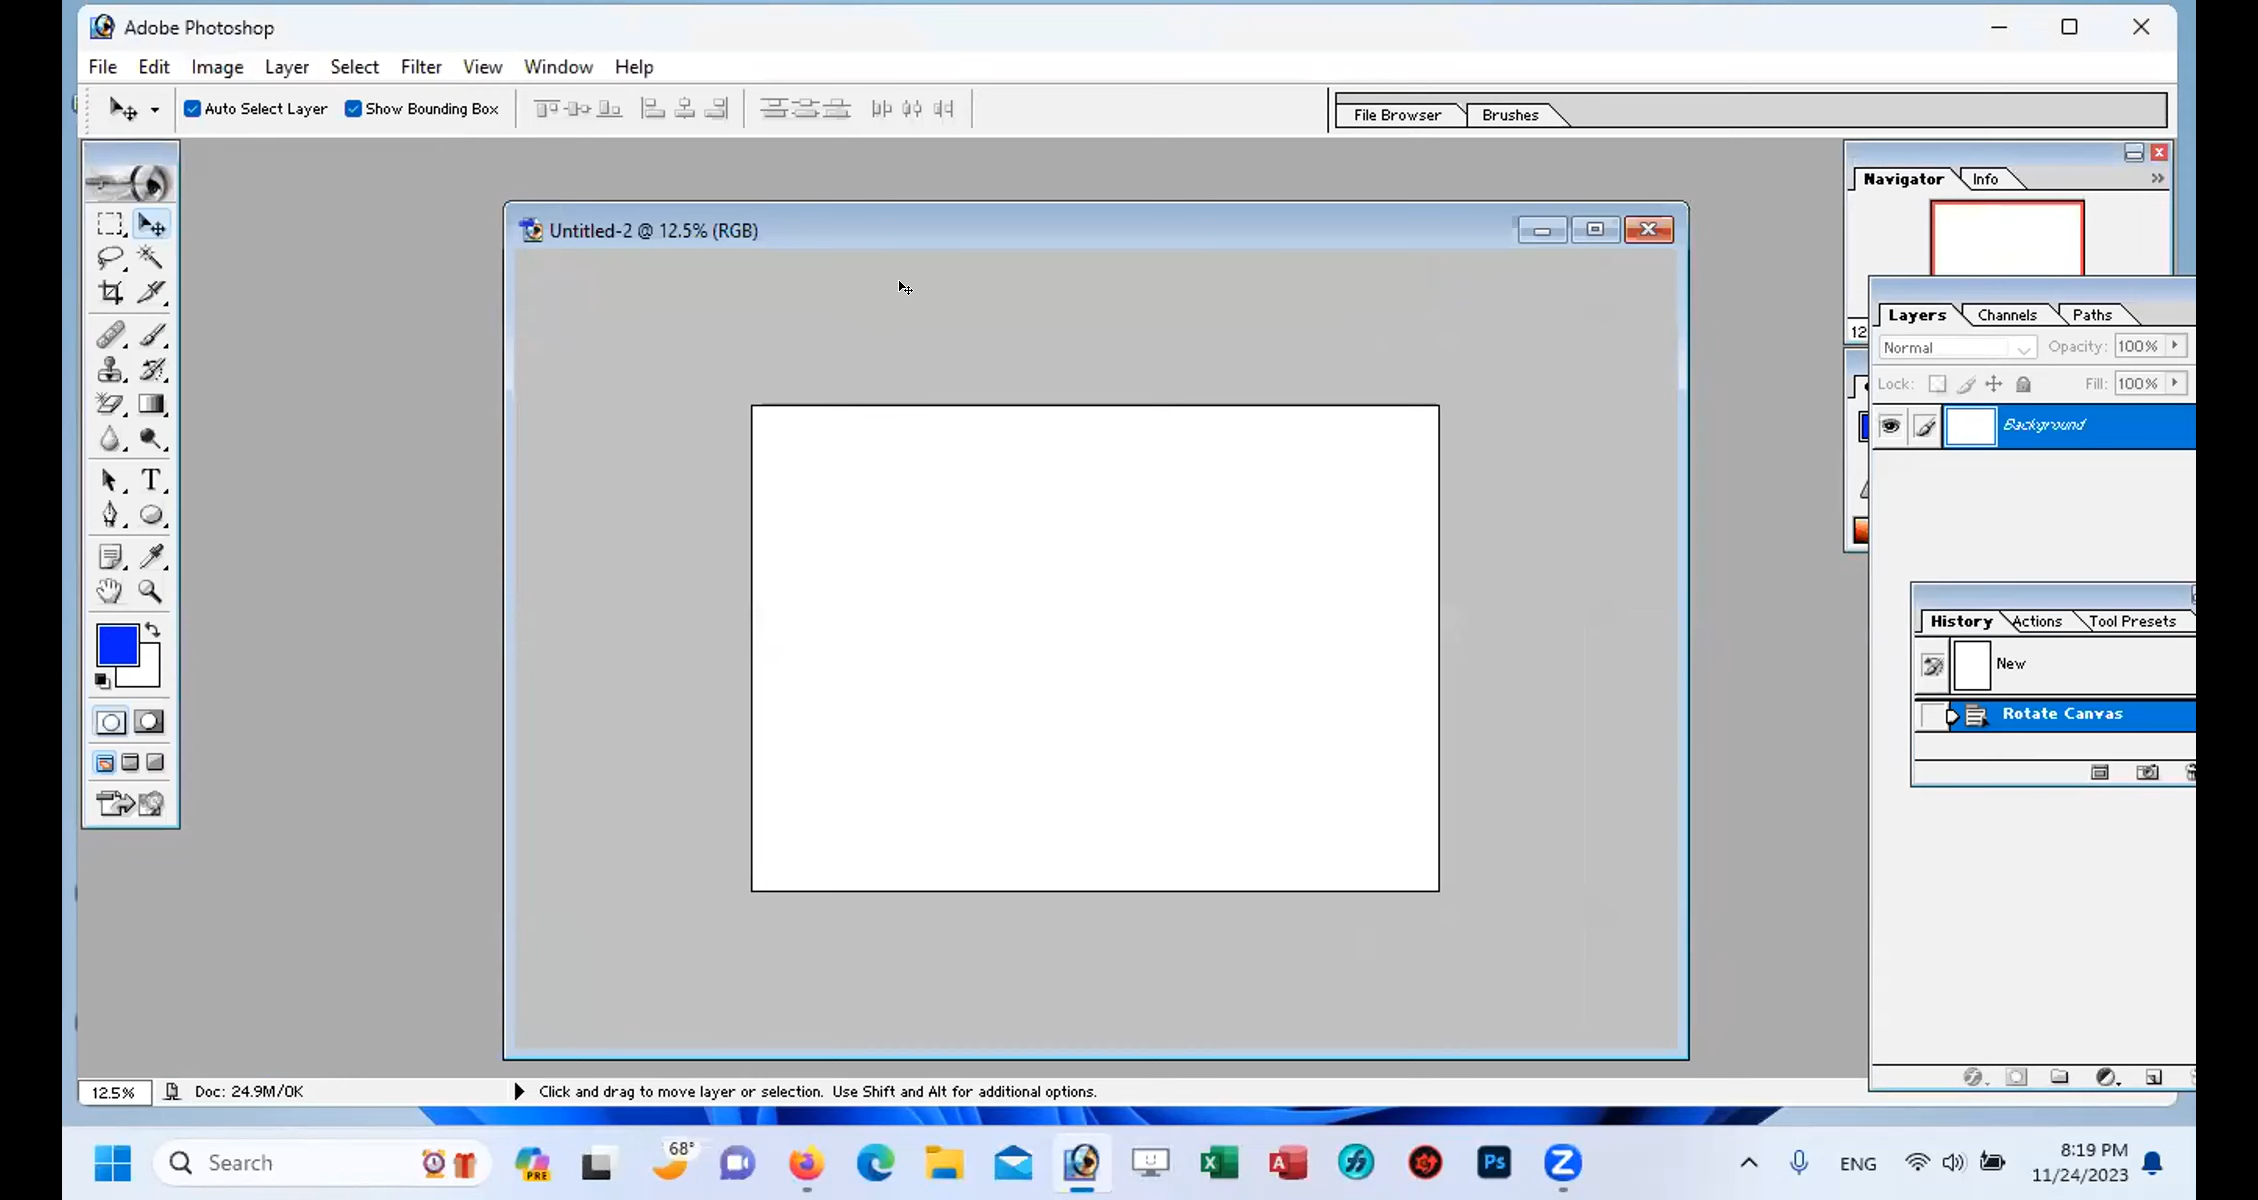 Adobe Photoshop
File Edit Image Layer Select Filter View Window Help
Auto Select Layer Show Bounding Box File Browser Brushes
Untitled-2 @ 12.5% (RGB)
Navigator Info
12
Layers Channels Paths
Normal Opacity: 100%
Lock: Fill: 100%
Background
History Actions Tool Presets
New
Rotate Canvas
12.5% Doc: 24.9M/0K Click and drag to move layer or selection. Use Shift and Alt for additional options.
Search PRE 68° X A Ps Z ENG 8:19 PM
11/24/2023